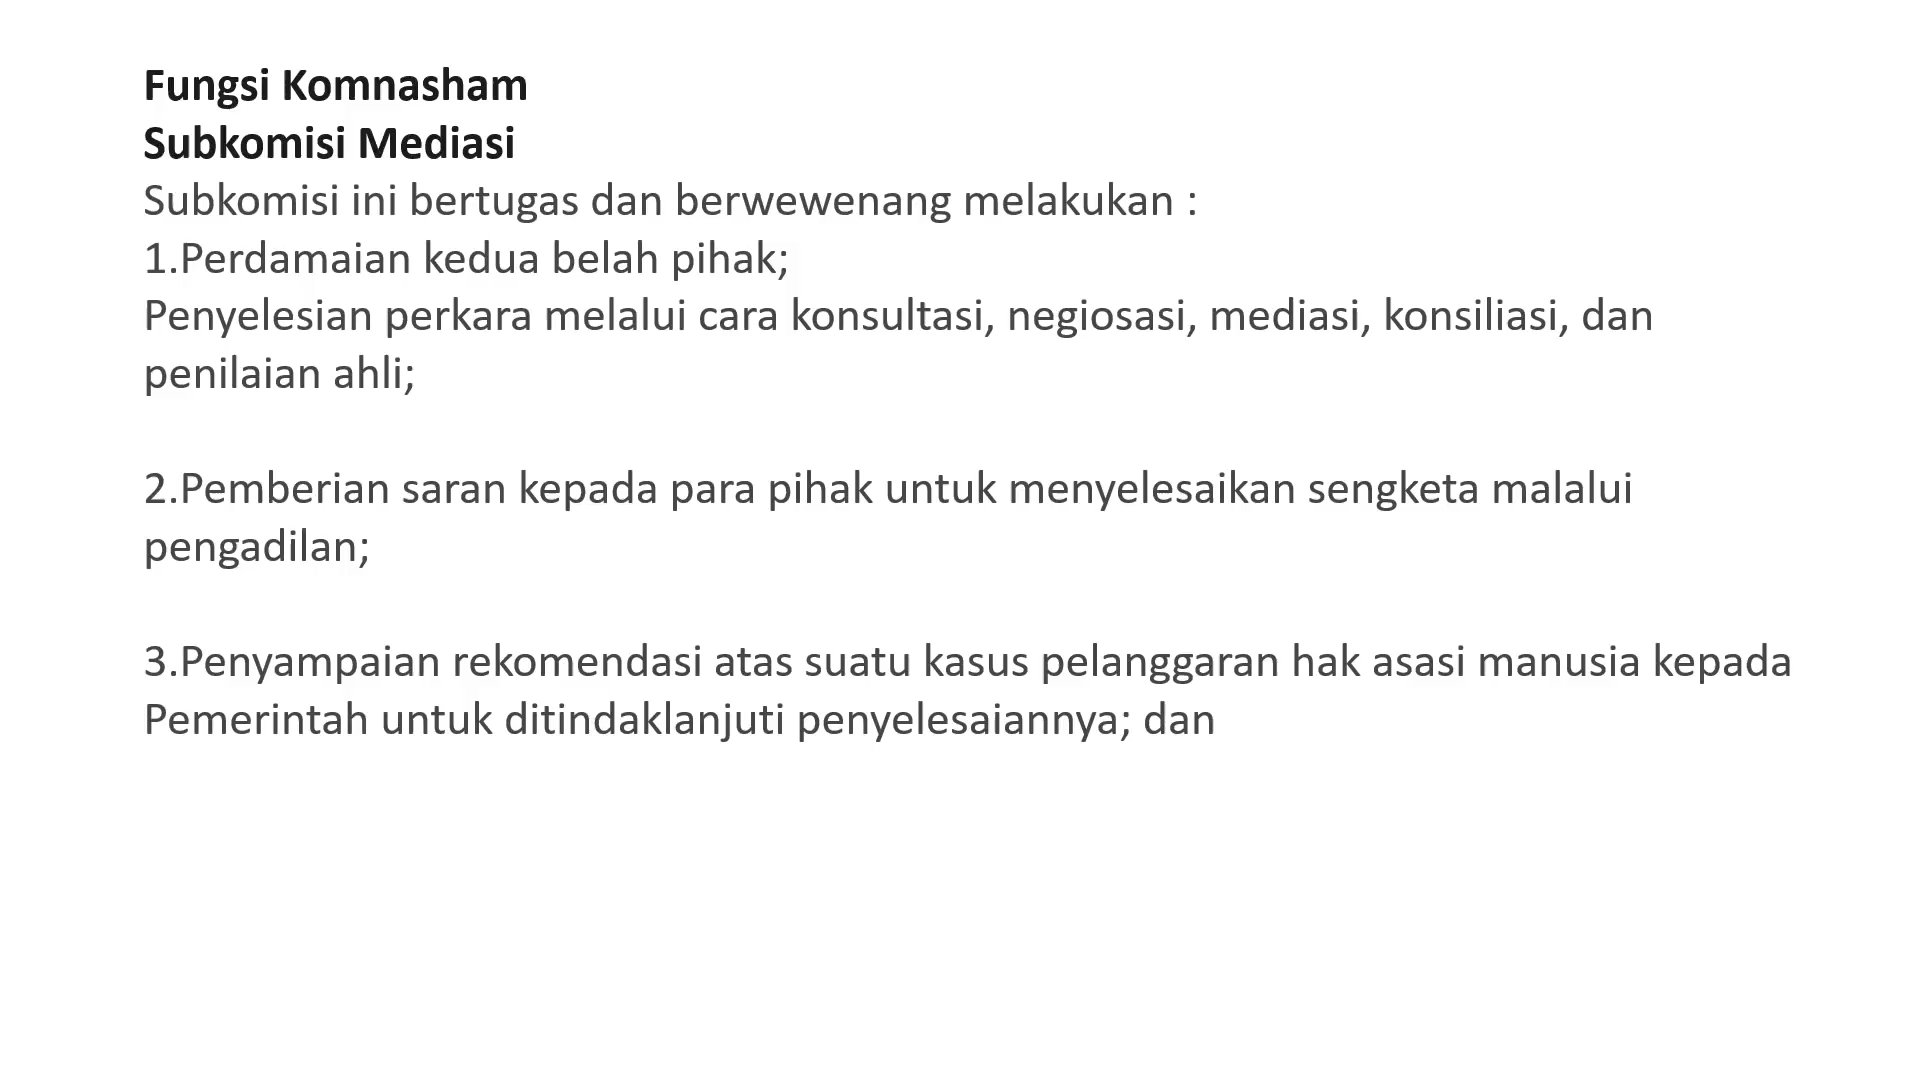 Fungsi Komnasham
Subkomisi Mediasi
Subkomisi ini bertugas dan berwewenang melakukan :
1.Perdamaian kedua belah pihak;
Penyelesian perkara melalui cara konsultasi, negiosasi, mediasi, konsiliasi, dan
penilaian ahli;
2.Pemberian saran kepada para pihak untuk menyelesaikan sengketa malalui
pengadilan;
3.Penyampaian rekomendasi atas suatu kasus pelanggaran hak asasi manusia kepada
Pemerintah untuk ditindaklanjuti penyelesaiannya; dan